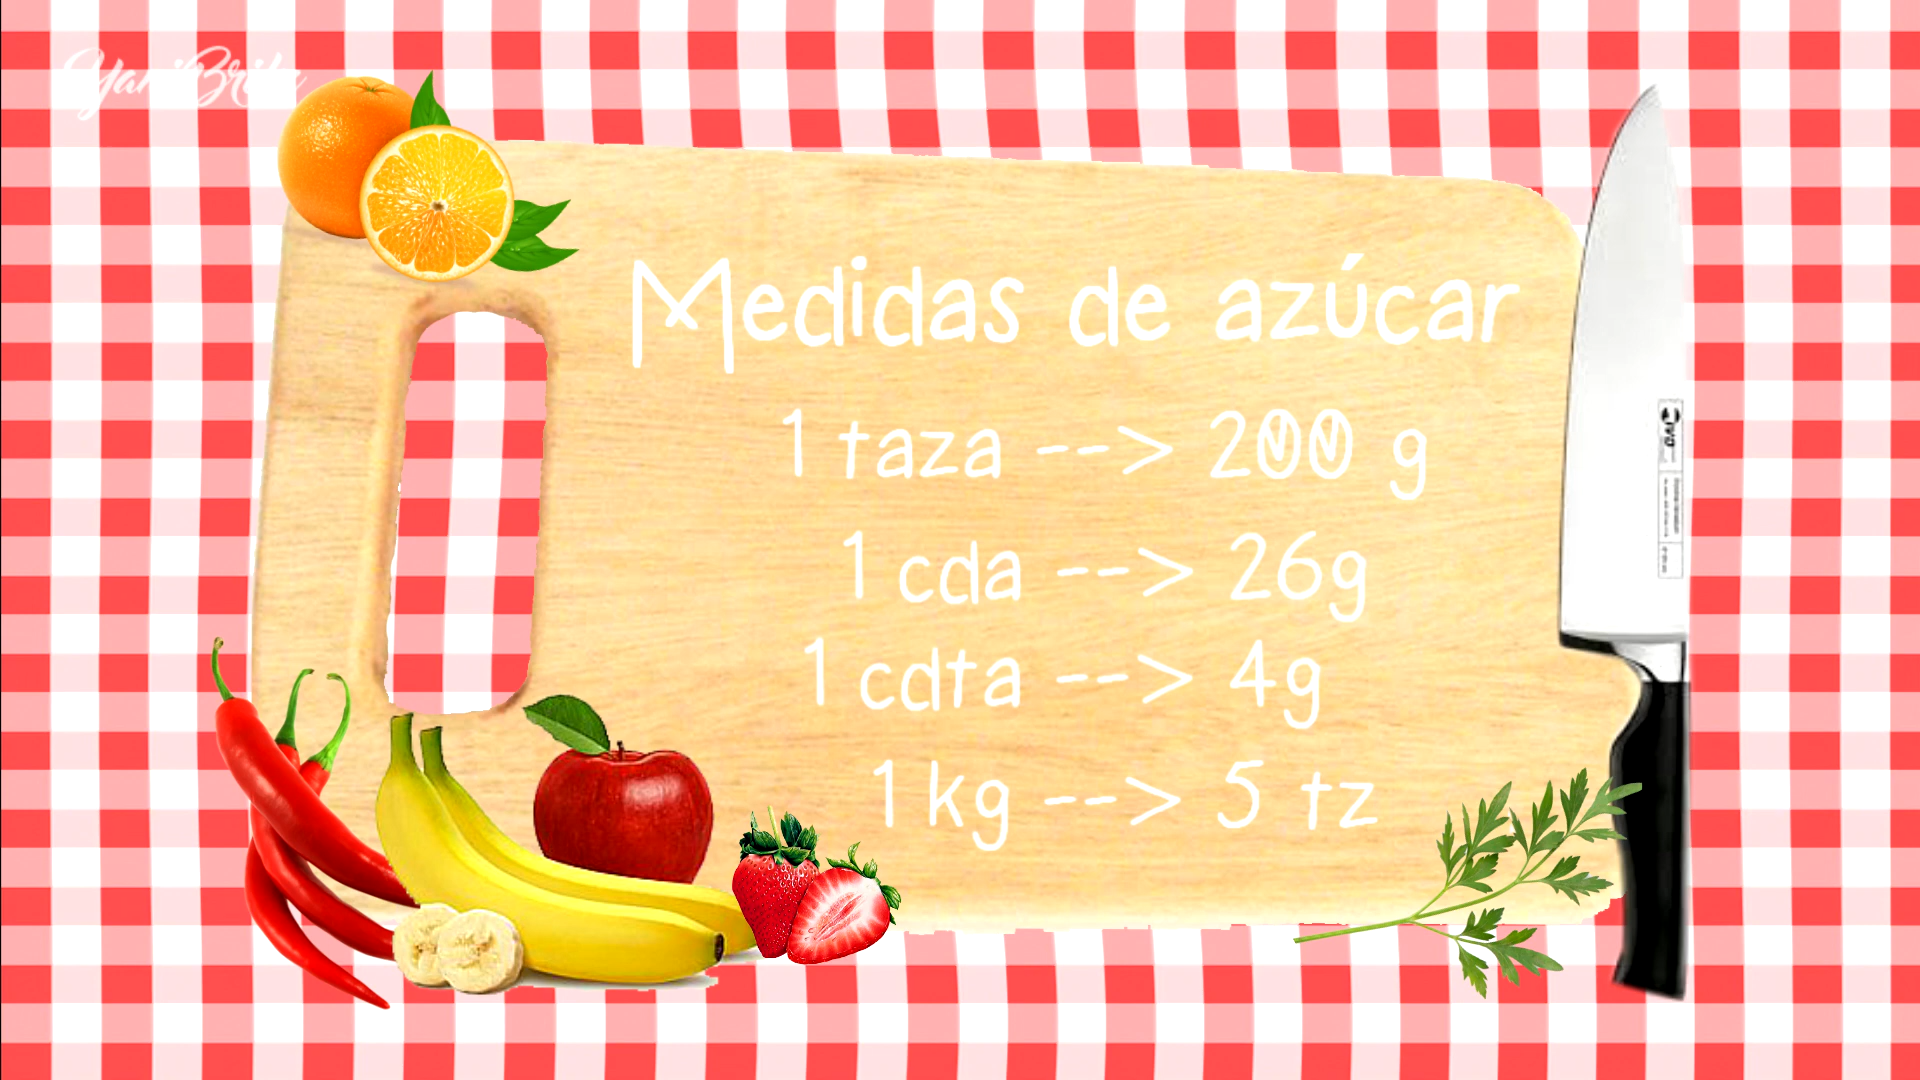 Medidas de azúcar
1 taza --> 200 g
1 cda --> 26g
1 cdta --> 4g
1 kg --> 5 tz